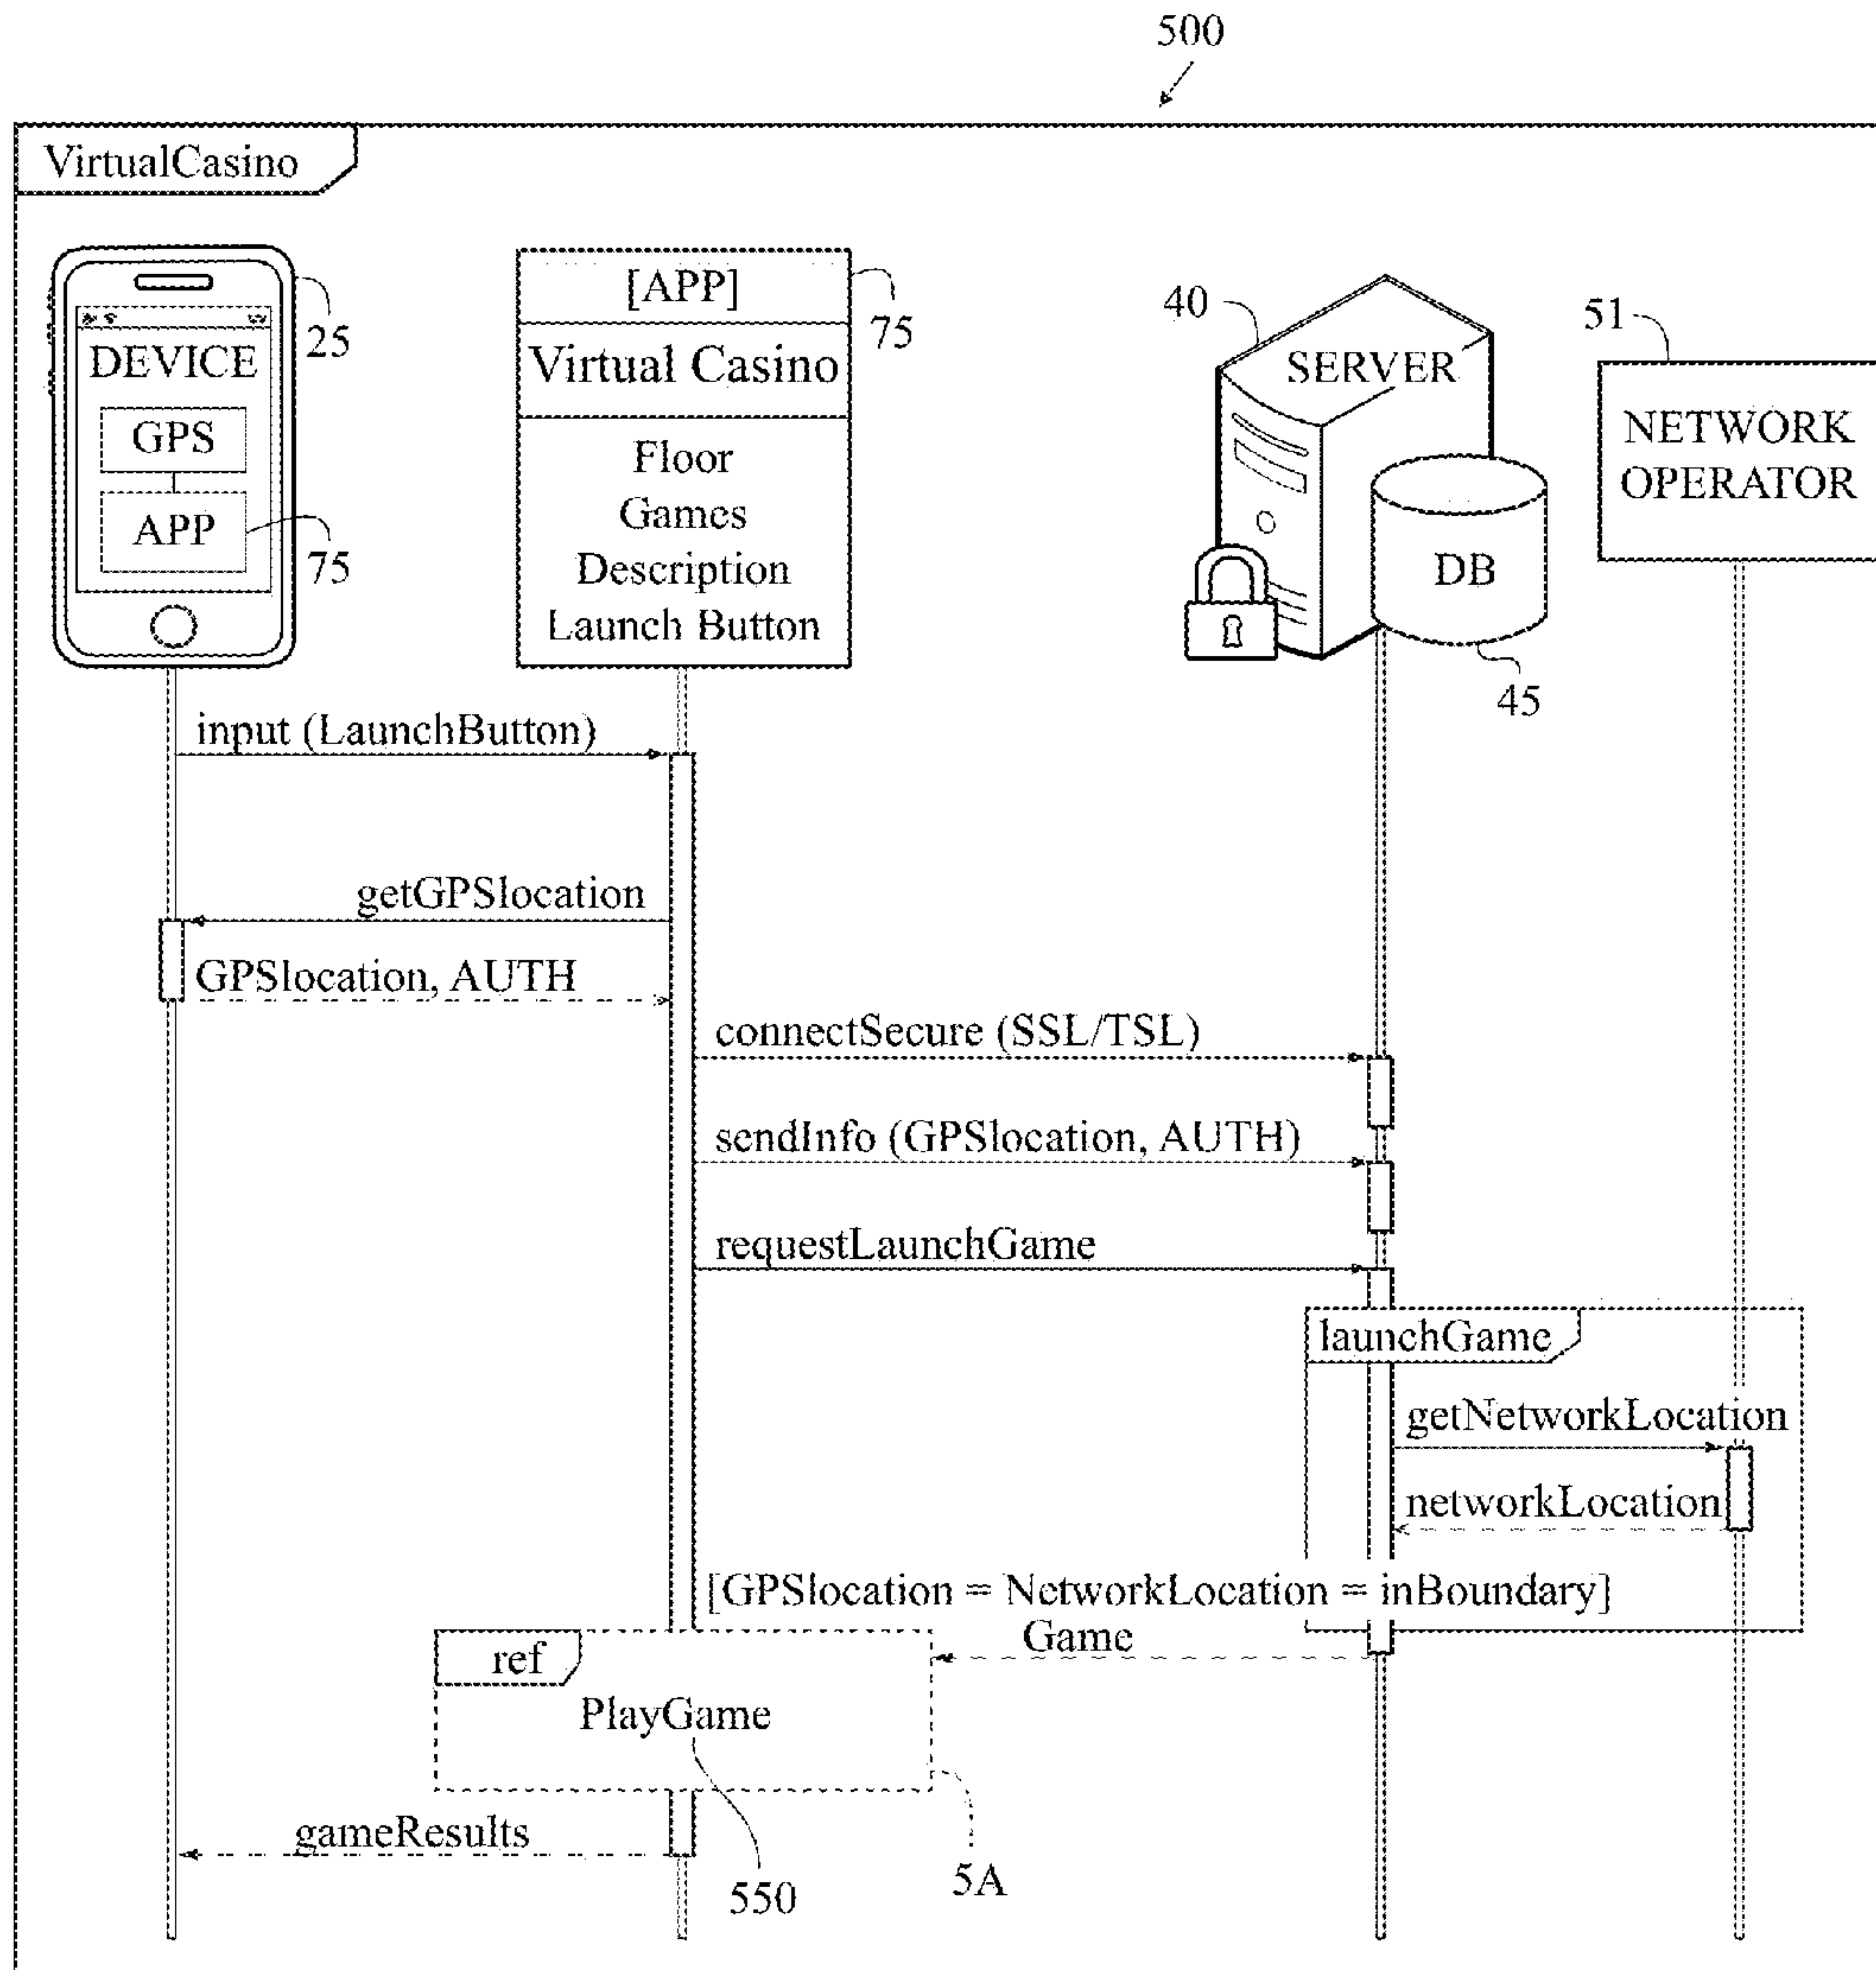 500
VirtualCasino
25
DEVICE
GPS
APP
75
[APP]
75
Virtual Casino
Floor
Games
Description
Launch Button
40
SERVER
DB
45
51
NETWORK
OPERATOR
input (LaunchButton)
getGPSlocation
GPSlocation, AUTH
connectSecure (SSL/TSL)
sendInfo (GPSlocation, AUTH)
requestLaunchGame
launchGame
getNetworkLocation
networkLocation
[GPSlocation = NetworkLocation = inBoundary]
Game
ref
PlayGame
gameResults
550
5A